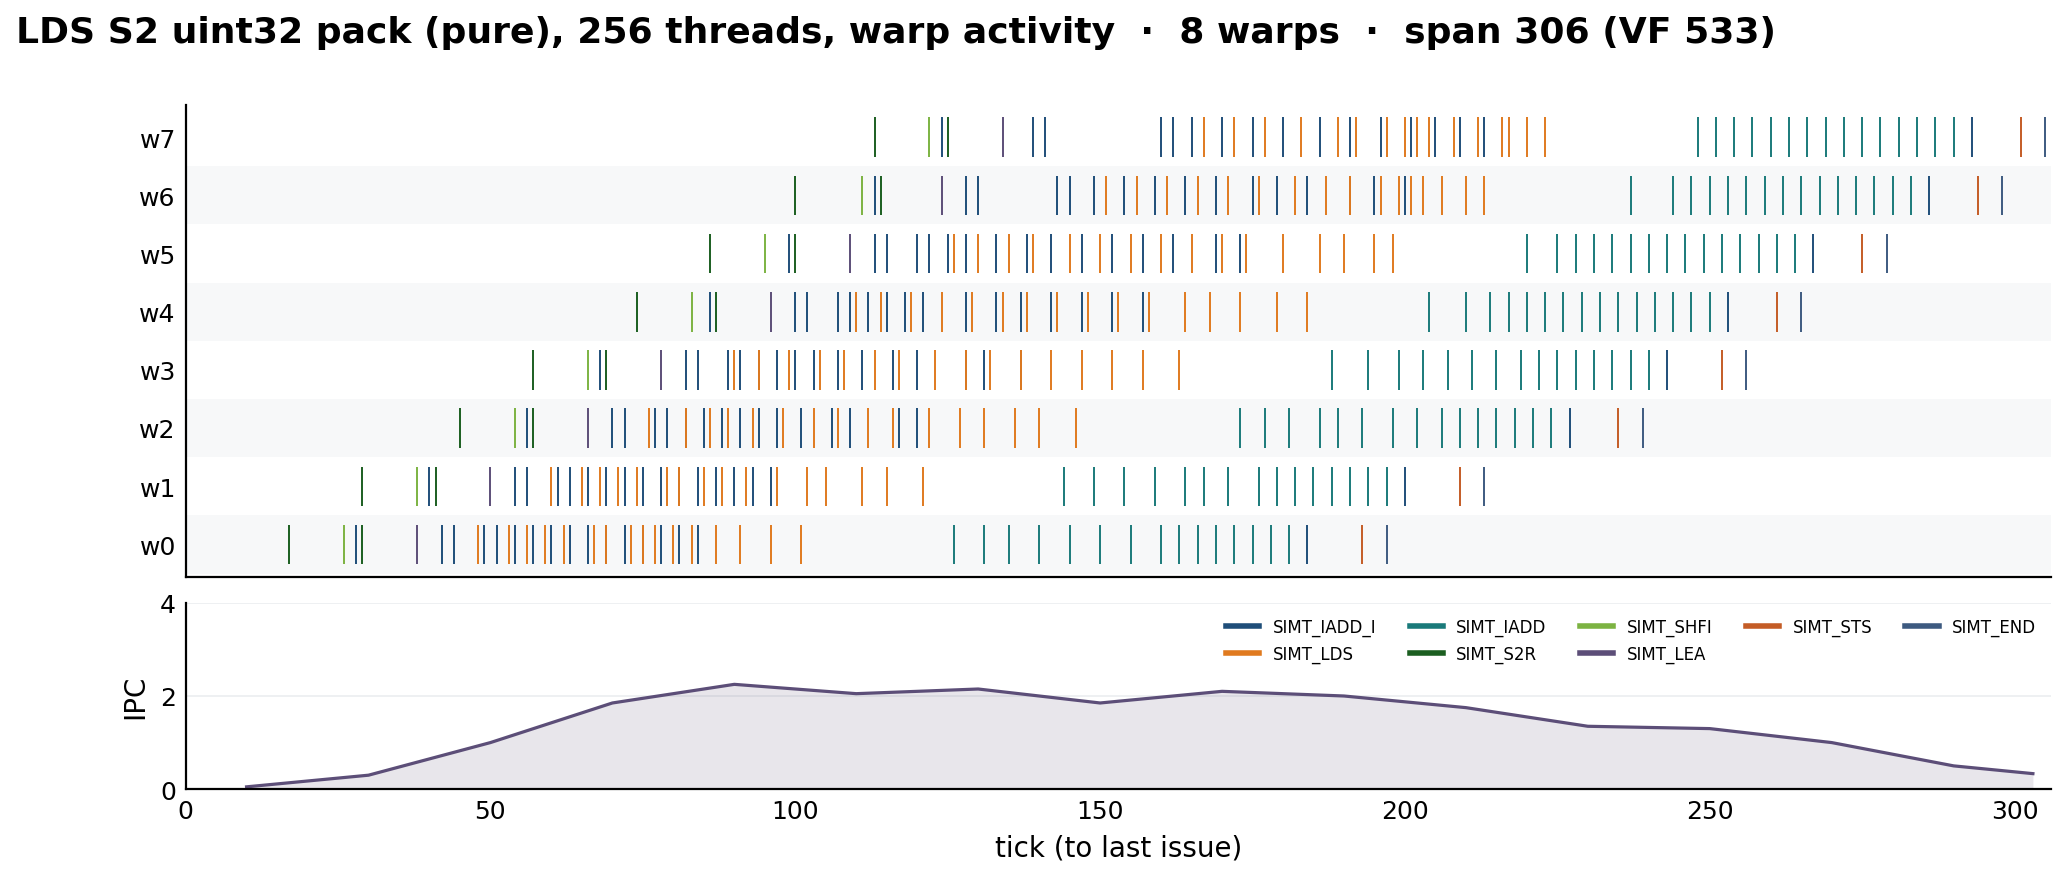 LDS S2 uint32 pack (pure), 256 threads, warp activity · 8 warps · span 306 (VF 533)
w7
w6
w5
w4
w3
w2
w1
w0
4
SIMT_IADD_I SIMT_IADD SIMT_SHFI SIMT_STS SIMT_END
SIMT_LDS SIMT_S2R SIMT_LEA
IPC
2
0
0 50 100 150 200 250 300
tick (to last issue)